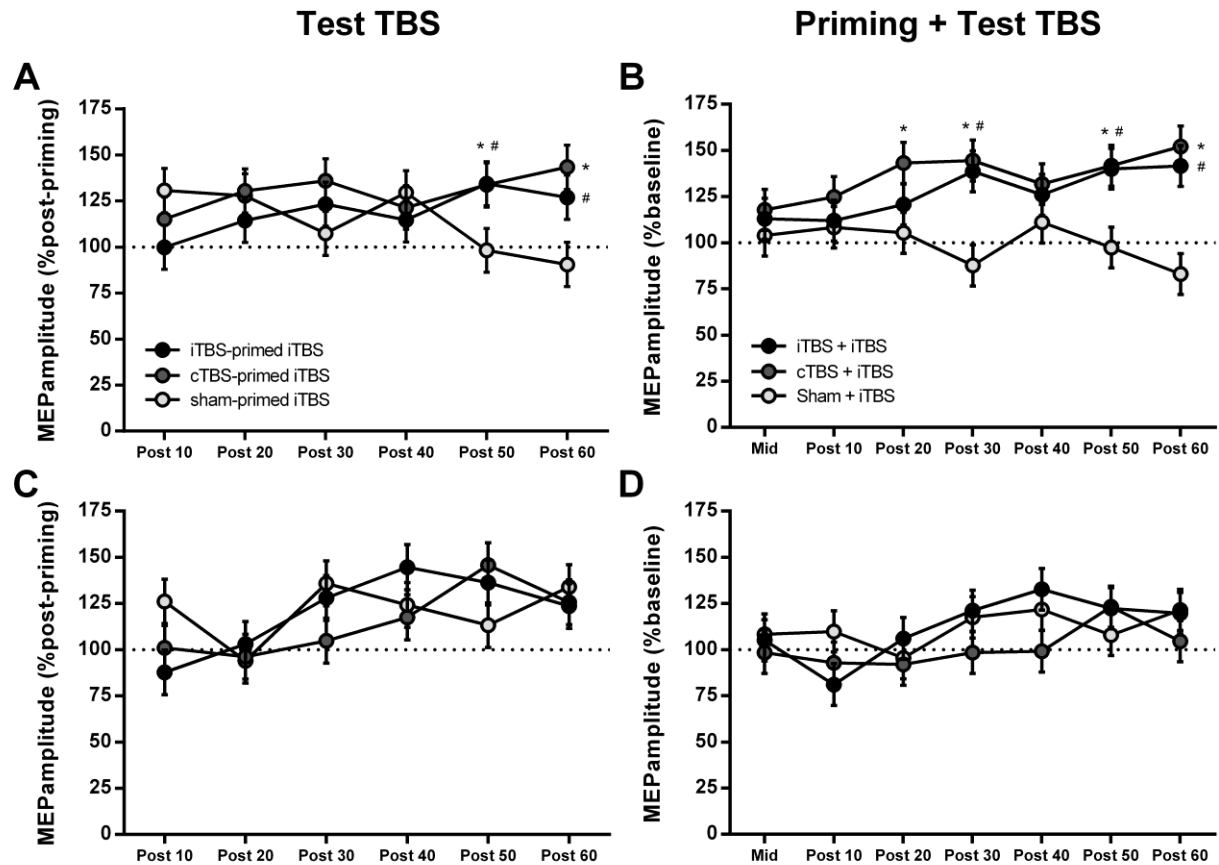 Test TBS
Priming + Test TBS
A
MEPamplitude (%post-priming)
175
150
125
100
75
50
25
0
* #
*
#
iTBS-primed iTBS
cTBS-primed iTBS
sham-primed iTBS
Post 10 Post 20 Post 30 Post 40 Post 50 Post 60
B
MEPamplitude (%baseline)
175
150
125
100
75
50
25
0
*
* #
* #
*
#
iTBS + iTBS
cTBS + iTBS
Sham + iTBS
Mid Post 10 Post 20 Post 30 Post 40 Post 50 Post 60
C
MEPamplitude (%post-priming)
175
150
125
100
75
50
25
0
Post 10 Post 20 Post 30 Post 40 Post 50 Post 60
D
MEPamplitude (%baseline)
175
150
125
100
75
50
25
0
Mid Post 10 Post 20 Post 30 Post 40 Post 50 Post 60